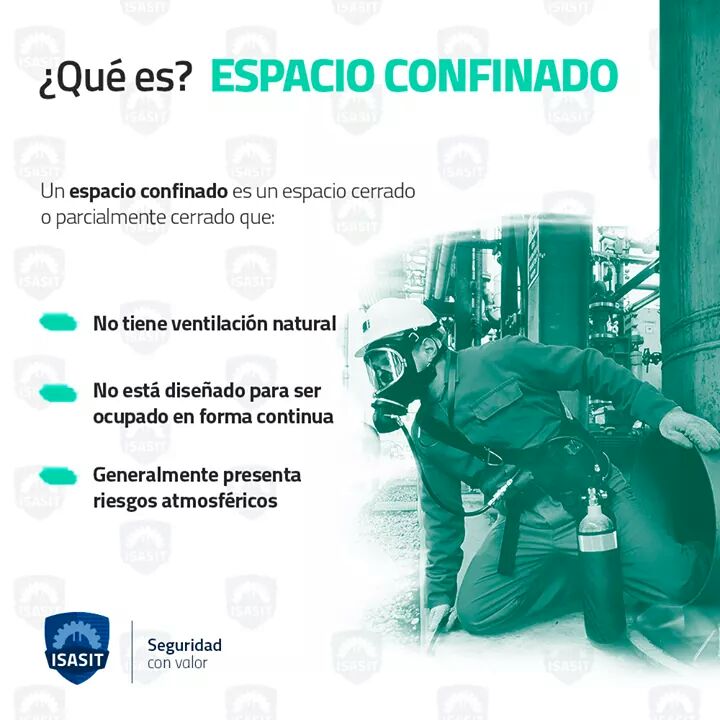 ¿Qué es? ESPACIO CONFINADO
Un espacio confinado es un espacio cerrado
o parcialmente cerrado que:
No tiene ventilación natural
No está diseñado para ser
ocupado en forma continua
Generalmente presenta
riesgos atmosféricos
ISASIT
Seguridad
con valor